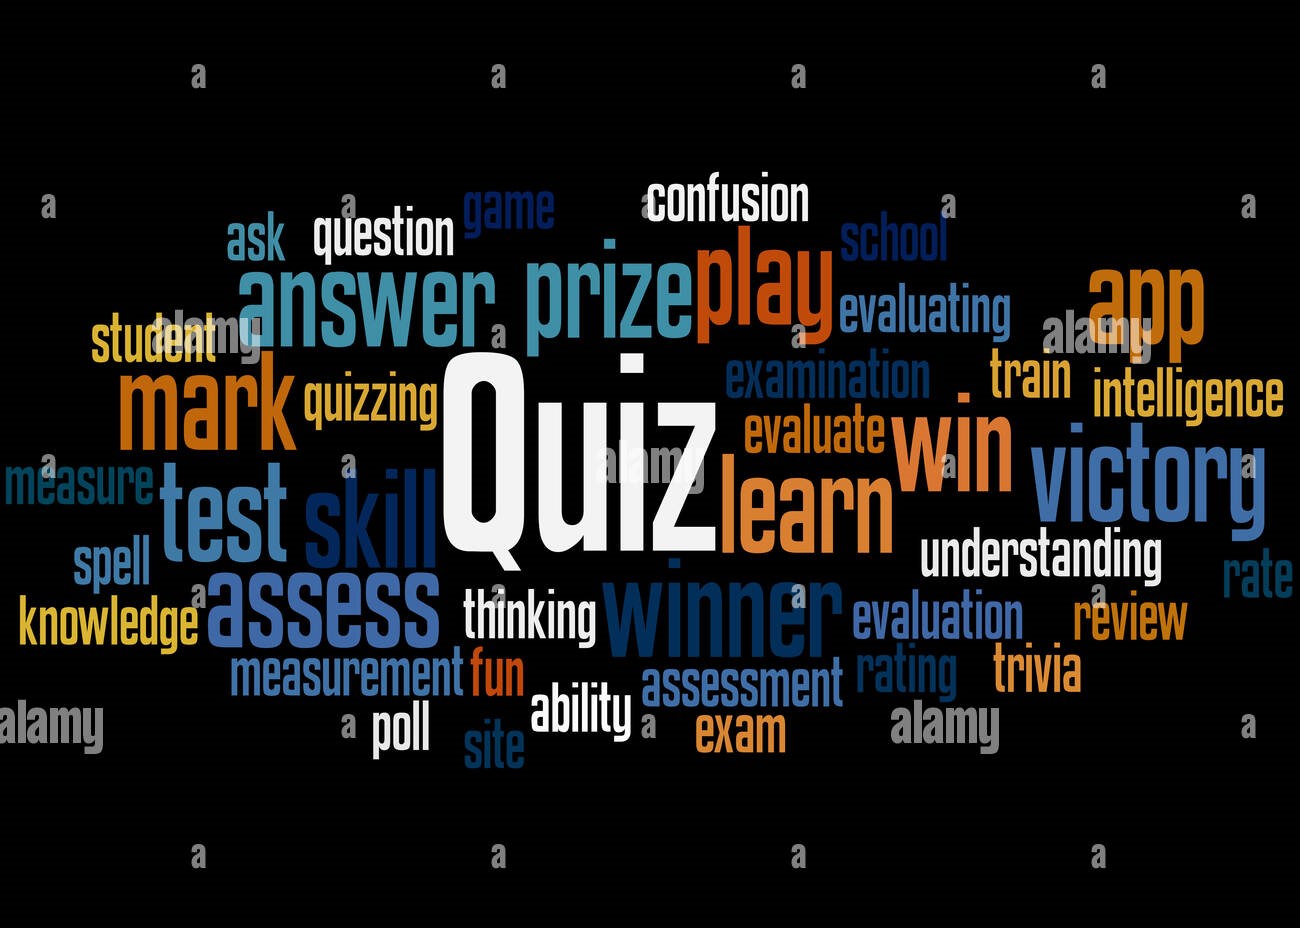 confusion
ask question game school
answer prize play evaluating app
student
mark quizzing Quiz examination train intelligence
evaluate win victory
measure test skill learn
spell understanding rate
knowledge assess thinking winner evaluation review
measurement fun assessment rating trivia
poll site ability exam
a a a a
a a a a a
alamy a a alamy
a a alamy a a
a a a a
alamy a a alamy a
a a a a